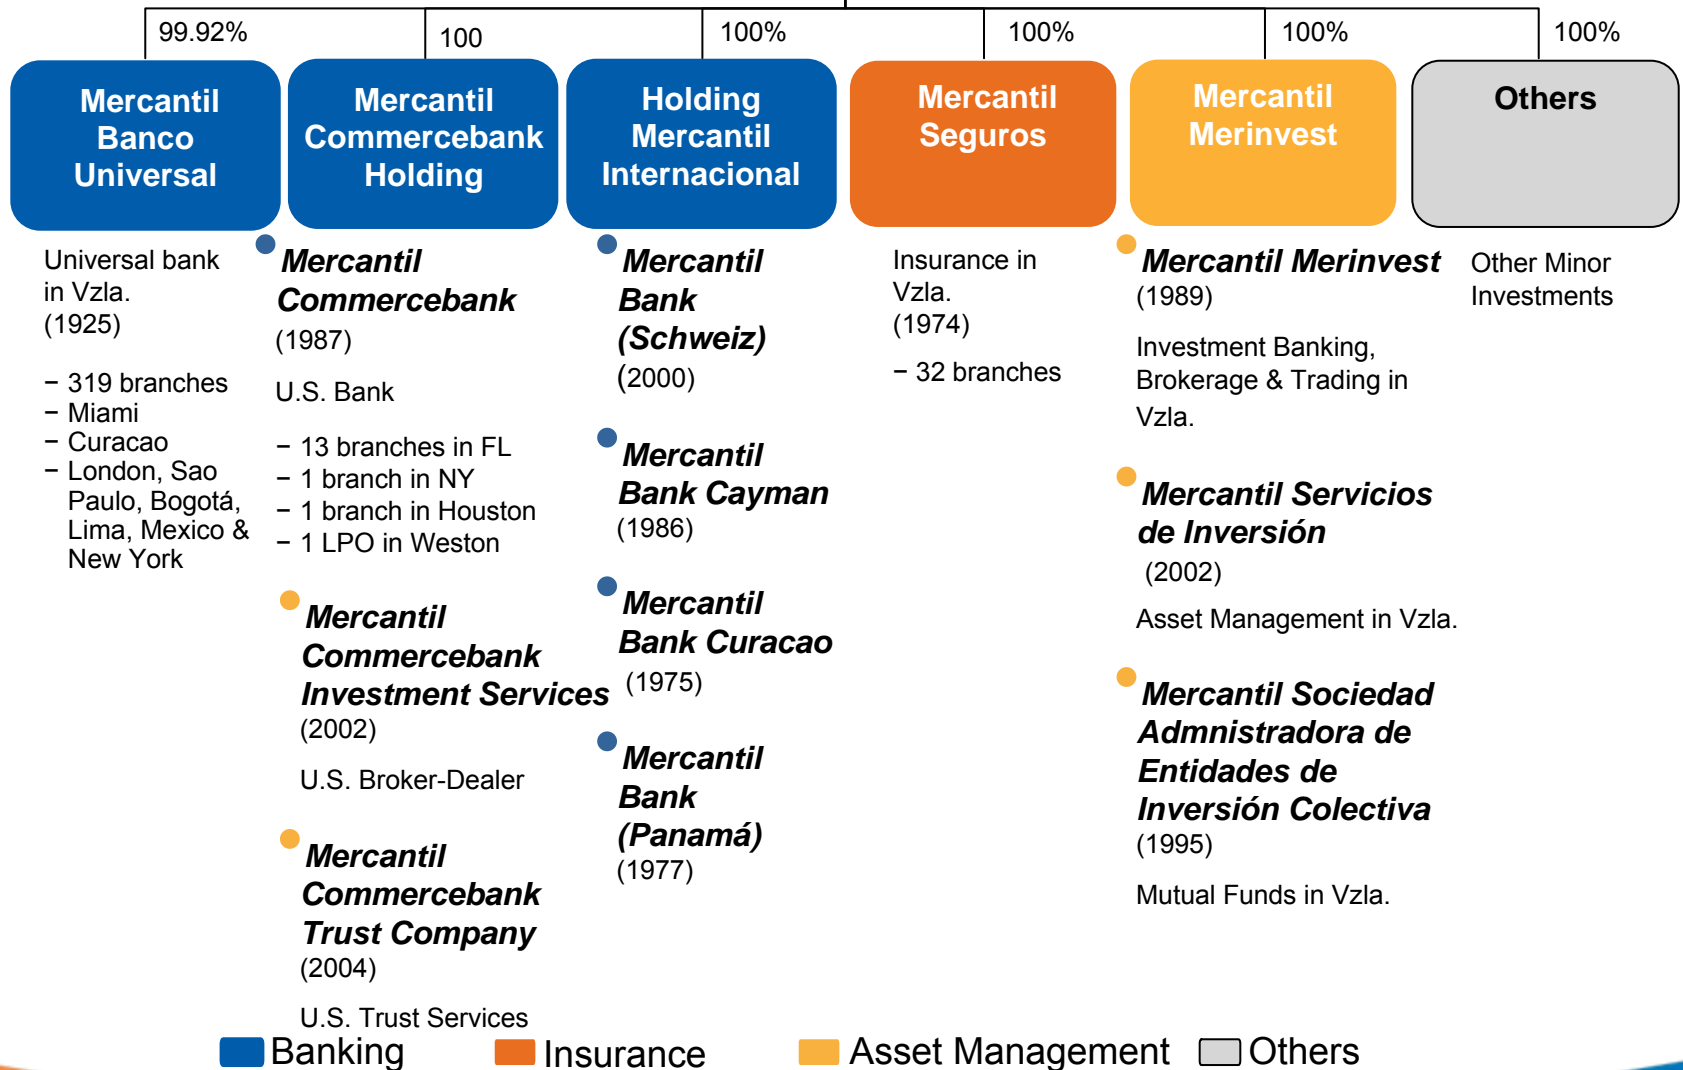 99.92%
100
100%
100%
100%
100%
Mercantil
Banco
Universal
Mercantil
Commercebank
Holding
Holding
Mercantil
Internacional
Mercantil
Seguros
Mercantil
Merinvest
Others
Universal bank
in Vzla.
(1925)
− 319 branches
− Miami
− Curacao
− London, Sao
Paulo, Bogotá,
Lima, Mexico &
New York
Mercantil
Commercebank
(1987)
U.S. Bank
− 13 branches in FL
− 1 branch in NY
− 1 branch in Houston
− 1 LPO in Weston
Mercantil
Commercebank
Investment Services
(2002)
U.S. Broker-Dealer
Mercantil
Commercebank
Trust Company
(2004)
U.S. Trust Services
Mercantil
Bank
(Schweiz)
(2000)
Mercantil
Bank Cayman
(1986)
Mercantil
Bank Curacao
(1975)
Mercantil
Bank
(Panamá)
(1977)
Insurance in
Vzla.
(1974)
− 32 branches
Mercantil Merinvest
(1989)
Investment Banking,
Brokerage & Trading in
Vzla.
Mercantil Servicios
de Inversión
(2002)
Asset Management in Vzla.
Mercantil Sociedad
Admnistradora de
Entidades de
Inversión Colectiva
(1995)
Mutual Funds in Vzla.
Other Minor
Investments
Banking
Insurance
Asset Management
Others